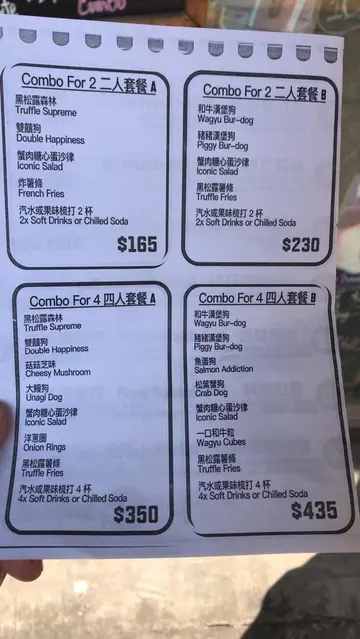 Combo For 2 二人套餐 A
黑松露森林
Truffle Supreme
雙囍狗
Double Happiness
蟹肉糖心蛋沙律
Iconic Salad
炸薯條
French Fries
汽水或果味梳打 2 杯
2x Soft Drinks or Chilled Soda
$165
Combo For 2 二人套餐 B
和牛漢堡狗
Wagyu Bur-dog
豬豬漢堡狗
Piggy Bur-dog
蟹肉糖心蛋沙律
Iconic Salad
黑松露薯條
Truffle Fries
汽水或果味梳打 2 杯
2x Soft Drinks or Chilled Soda
$230
Combo For 4 四人套餐 A
黑松露森林
Truffle Supreme
雙囍狗
Double Happiness
菇菇芝味
Cheesy Mushroom
大鰻狗
Unagi Dog
蟹肉糖心蛋沙律
Iconic Salad
洋蔥圈
Onion Rings
黑松露薯條
Truffle Fries
汽水或果味梳打 4 杯
4x Soft Drinks or Chilled Soda
$350
Combo For 4 四人套餐 B
和牛漢堡狗
Wagyu Bur-dog
豬豬漢堡狗
Piggy Bur-dog
魚蛋狗
Salmon Addiction
松葉蟹狗
Crab Dog
蟹肉糖心蛋沙律
Iconic Salad
一口和牛粒
Wagyu Cubes
黑松露薯條
Truffle Fries
汽水或果味梳打 4 杯
4x Soft Drinks or Chilled Soda
$435